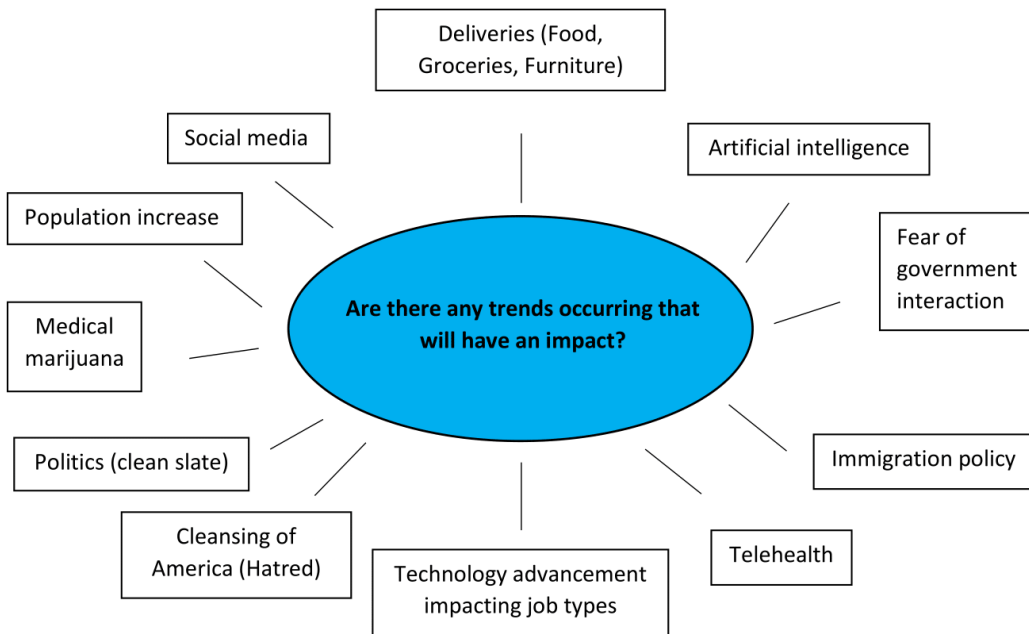 Deliveries (Food,
Groceries, Furniture)
Social media
Artificial intelligence
Population increase
Fear of
government
interaction
Are there any trends occurring that
will have an impact?
Medical
marijuana
Politics (clean slate)
Immigration policy
Cleansing of
America (Hatred)
Technology advancement
impacting job types
Telehealth